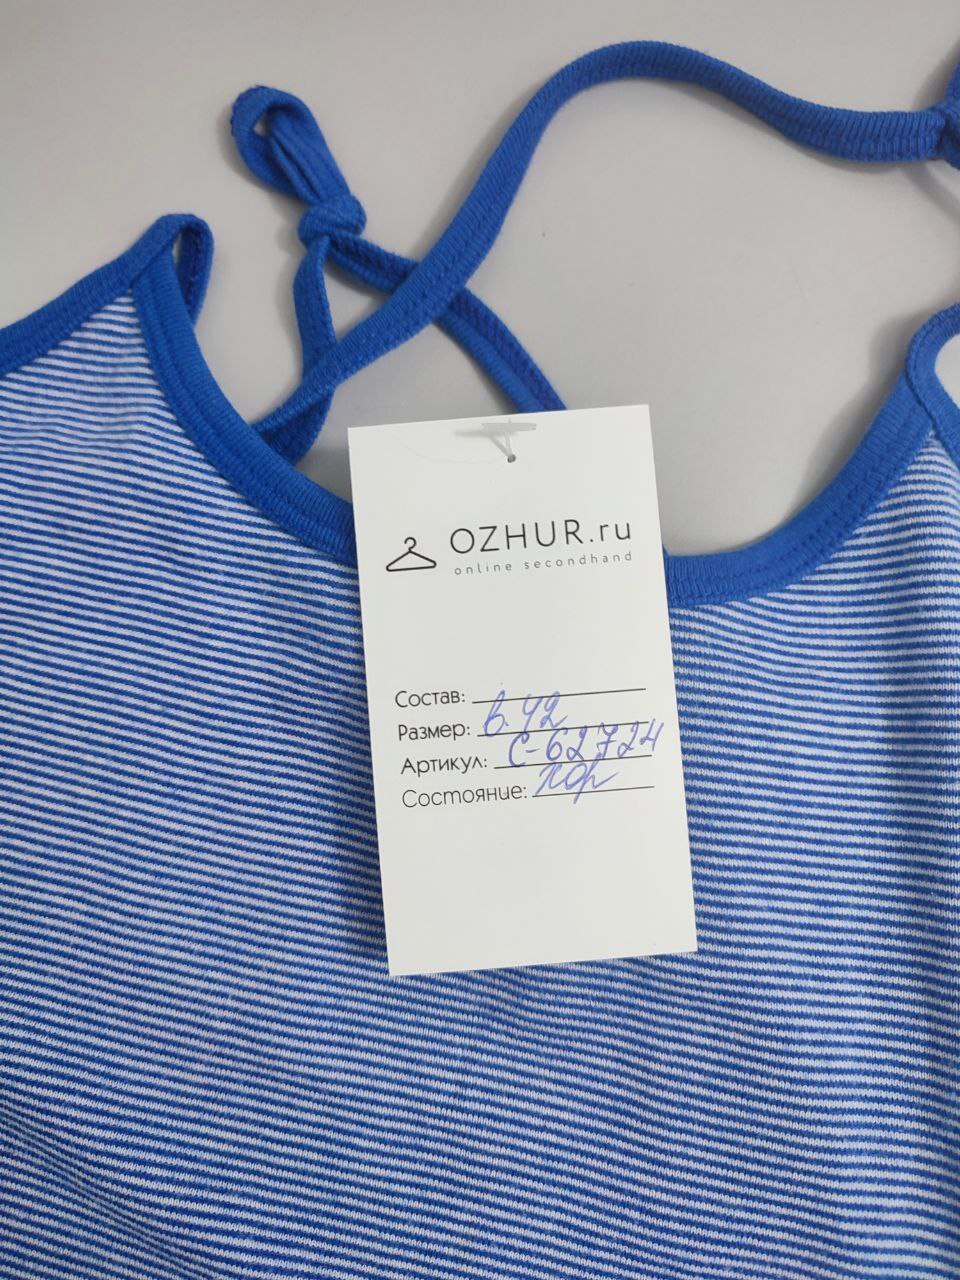 OZHUR.ru
online secondhand
Состав:
Размер: в. 42
Артикул: С-62724
Состояние: хор